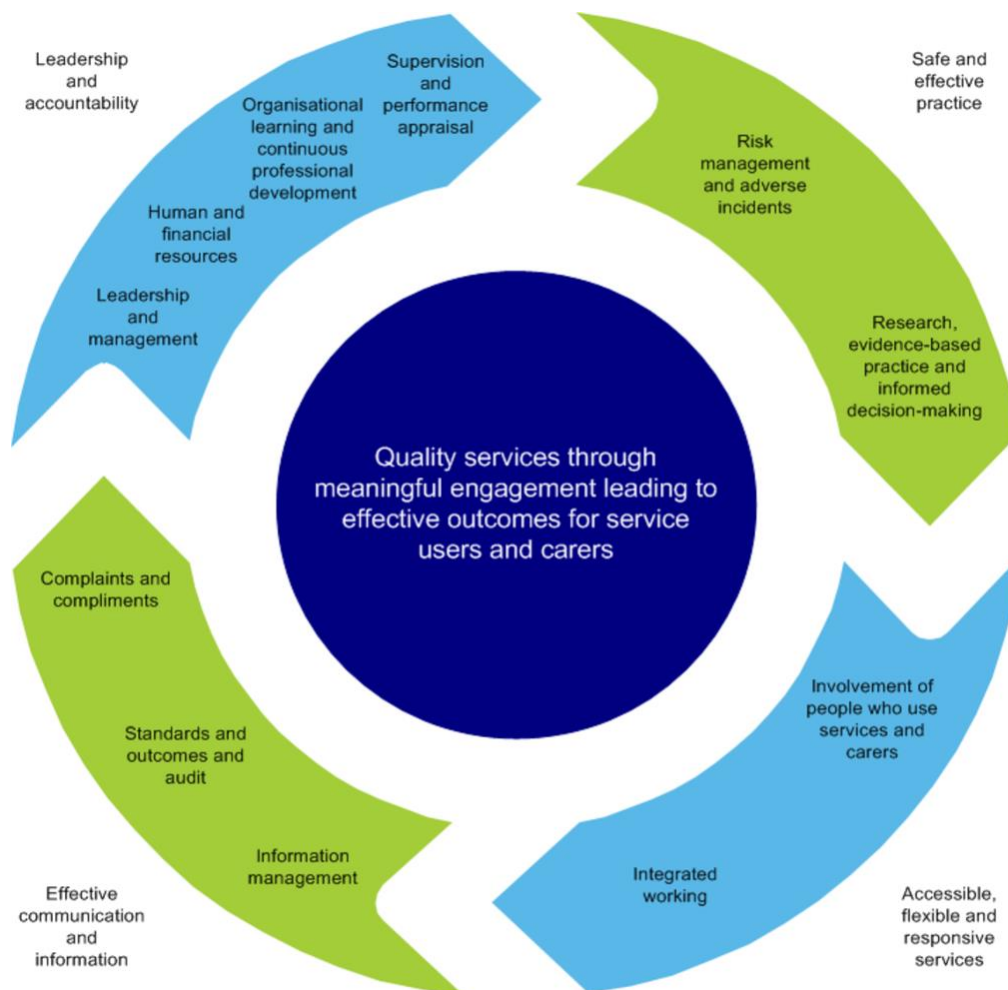 Leadership
and
accountability
Supervision
and
performance
appraisal
Organisational
learning and
continuous
professional
development
Human and
financial
resources
Leadership
and
management
Safe and
effective
practice
Risk
management
and adverse
incidents
Research,
evidence-based
practice and
informed
decision-making
Quality services through
meaningful engagement leading to
effective outcomes for service
users and carers
Involvement of
people who use
services and
carers
Integrated
working
Accessible,
flexible and
responsive
services
Complaints and
compliments
Standards and
outcomes and
audit
Information
management
Effective
communication
and
information